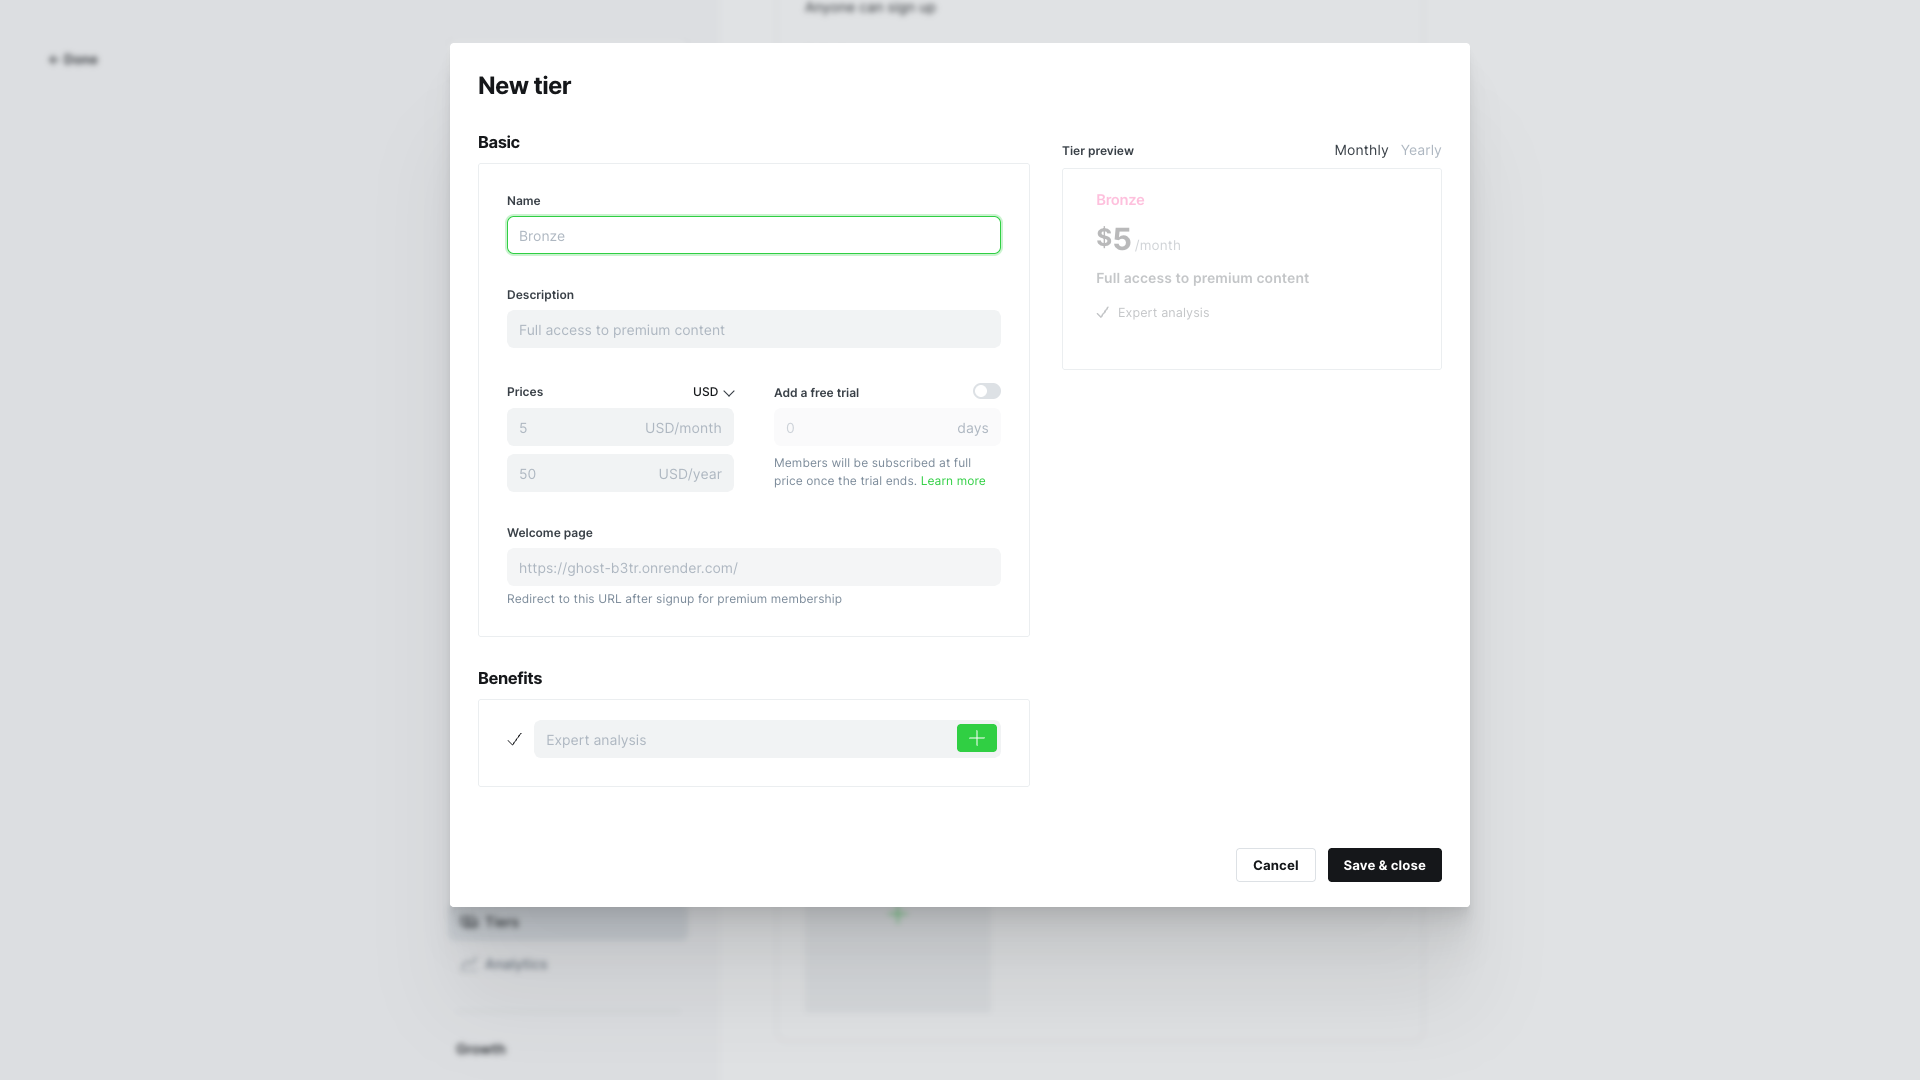 Anyone can sign up
← Done
New tier
Basic
Name
Bronze
Description
Full access to premium content
Prices
USD
5 USD/month
50 USD/year
Add a free trial
0 days
Members will be subscribed at full
price once the trial ends. Learn more
Welcome page
https://ghost-b3tr.onrender.com/
Redirect to this URL after signup for premium membership
Benefits
Expert analysis
Tier preview
Monthly Yearly
Bronze
$5 /month
Full access to premium content
Expert analysis
Cancel
Save & close
Tiers
Analytics
Growth